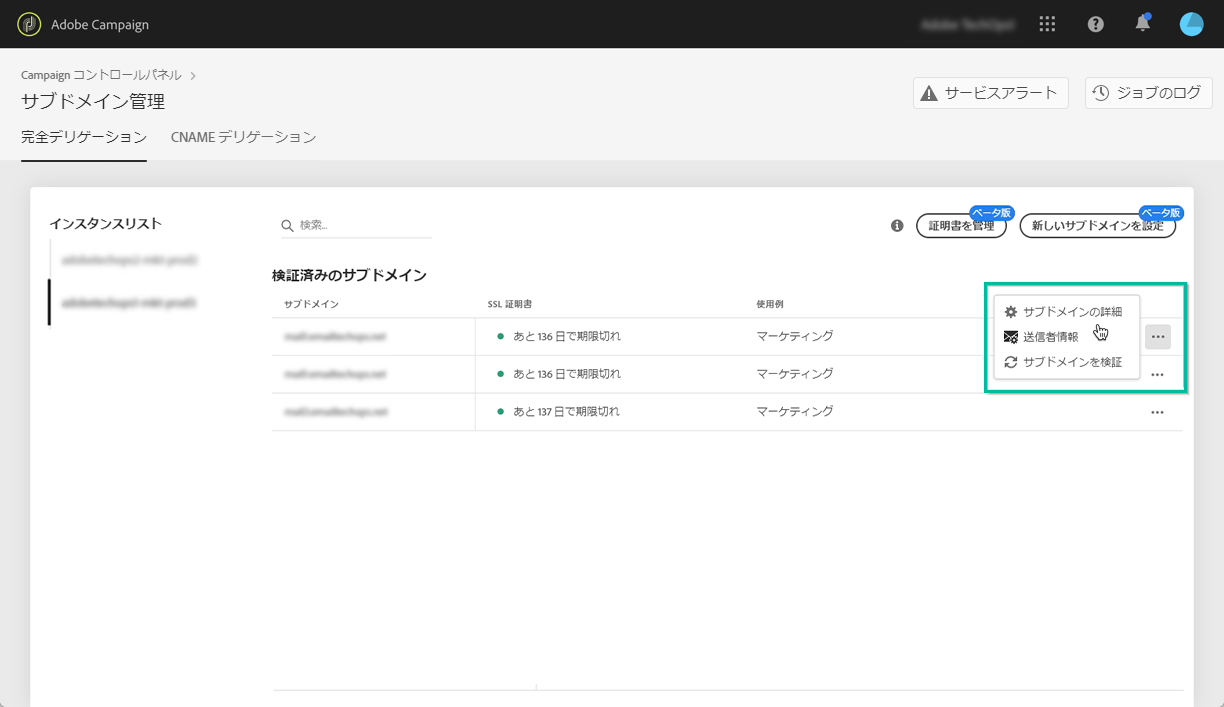 Adobe Campaign
Campaign コントロールパネル
サブドメイン管理
サービスアラート
ジョブのログ
完全デリゲーション
CNAME デリゲーション
インスタンスリスト
検索...
ベータ版
証明書を管理
ベータ版
新しいサブドメインを設定
検証済みのサブドメイン
サブドメイン SSL 証明書 使用例
あと 136 日で期限切れ マーケティング
あと 136 日で期限切れ マーケティング
あと 137 日で期限切れ マーケティング
サブドメインの詳細
送信者情報
サブドメインを検証